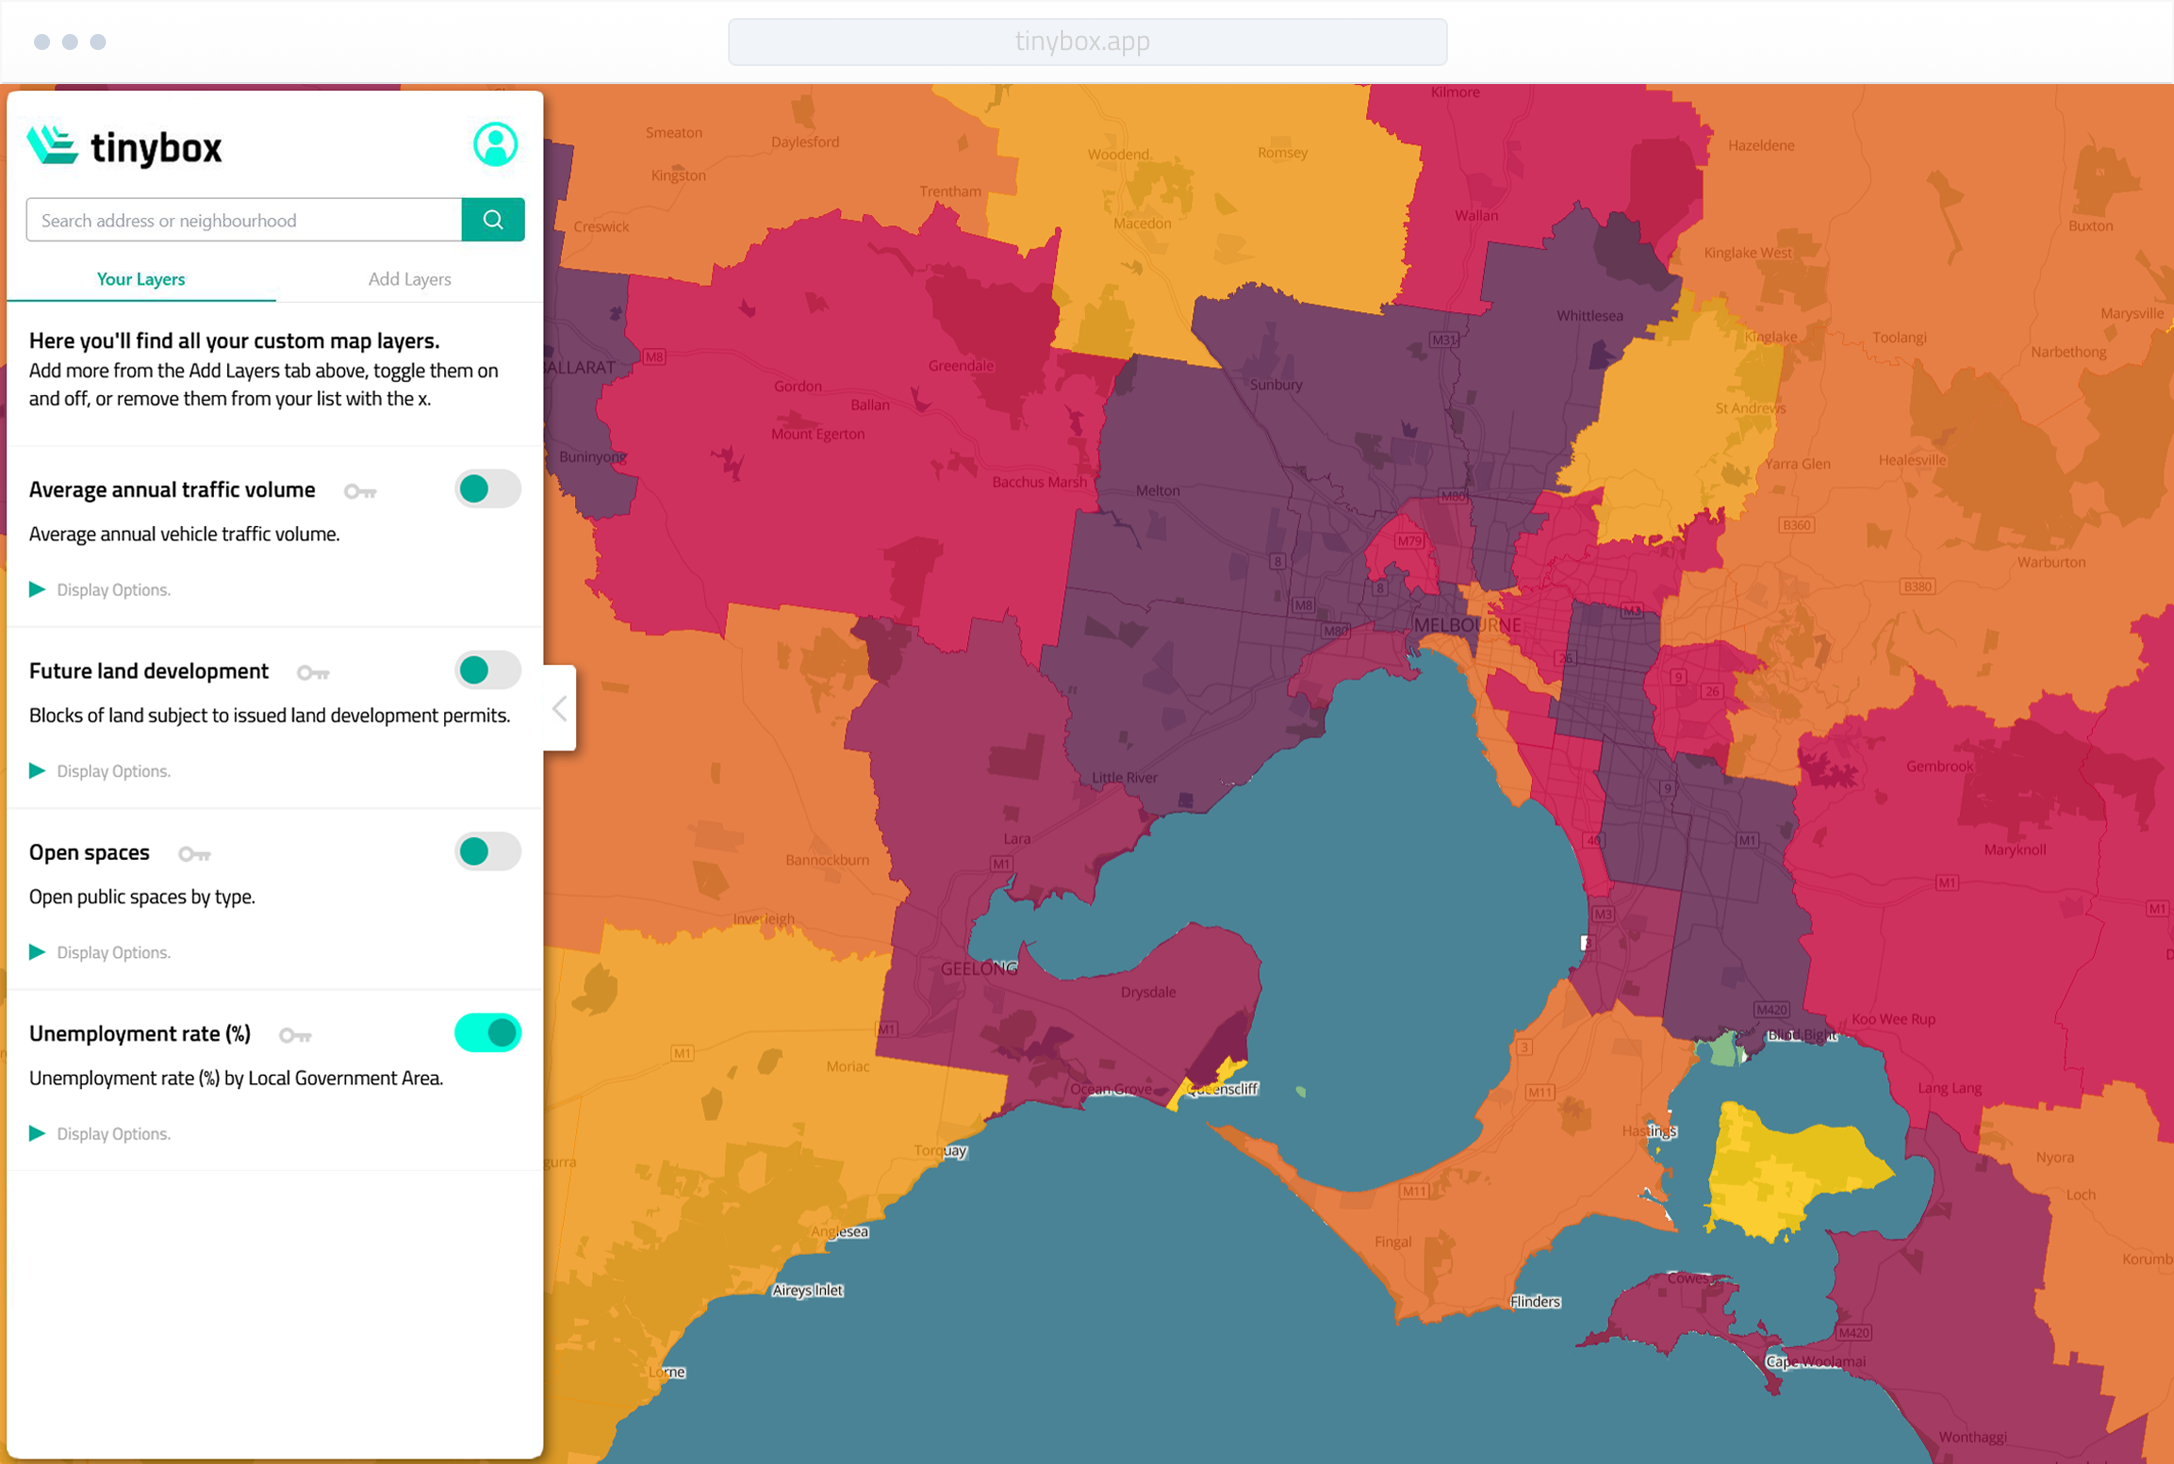 tinybox.app
tinybox
Search address or neighbourhood
Your Layers
Add Layers
Here you'll find all your custom map layers.
Add more from the Add Layers tab above, toggle them on
and off, or remove them from your list with the x.
Average annual traffic volume
Average annual vehicle traffic volume.
Display Options.
Future land development
Blocks of land subject to issued land development permits.
Display Options.
Open spaces
Open public spaces by type.
Display Options.
Unemployment rate (%)
Unemployment rate (%) by Local Government Area.
Display Options.
Kilmore
Smeaton
Daylesford
Hazeldene
Woodend
Romsey
Kingston
Trentham
Wallan
Creswick
Macedon
Buxton
Kinglake West
Whittlesea
Marysville
M31
Kinglake
Toolangi
M8
Narbethong
BALLARAT
Greendale
Gordon
Sunbury
Ballan
St Andrews
Mount Egerton
Buninyong
Yarra Glen
Healesville
Bacchus Marsh
Melton
M80
B360
M79
8
Warburton
8
B380
M8
M3
MELBOURNE
M80
26
9
26
Gembrook
Little River
9
Lara
40
M1
Maryknoll
Bannockburn
M1
M1
M1
Inverleigh
M3
3
GEELONG
Drysdale
M420
Koo Wee Rup
M1
Blind Bight
3
M1
Moriac
Ocean Grove
Queenscliff
M11
Lang Lang
Hastings
Torquay
Nyora
M11
Loch
Anglesea
Fingal
Korumb
Cowes
Aireys Inlet
Flinders
M420
Cape Woolamai
Lorne
Wonthaggi